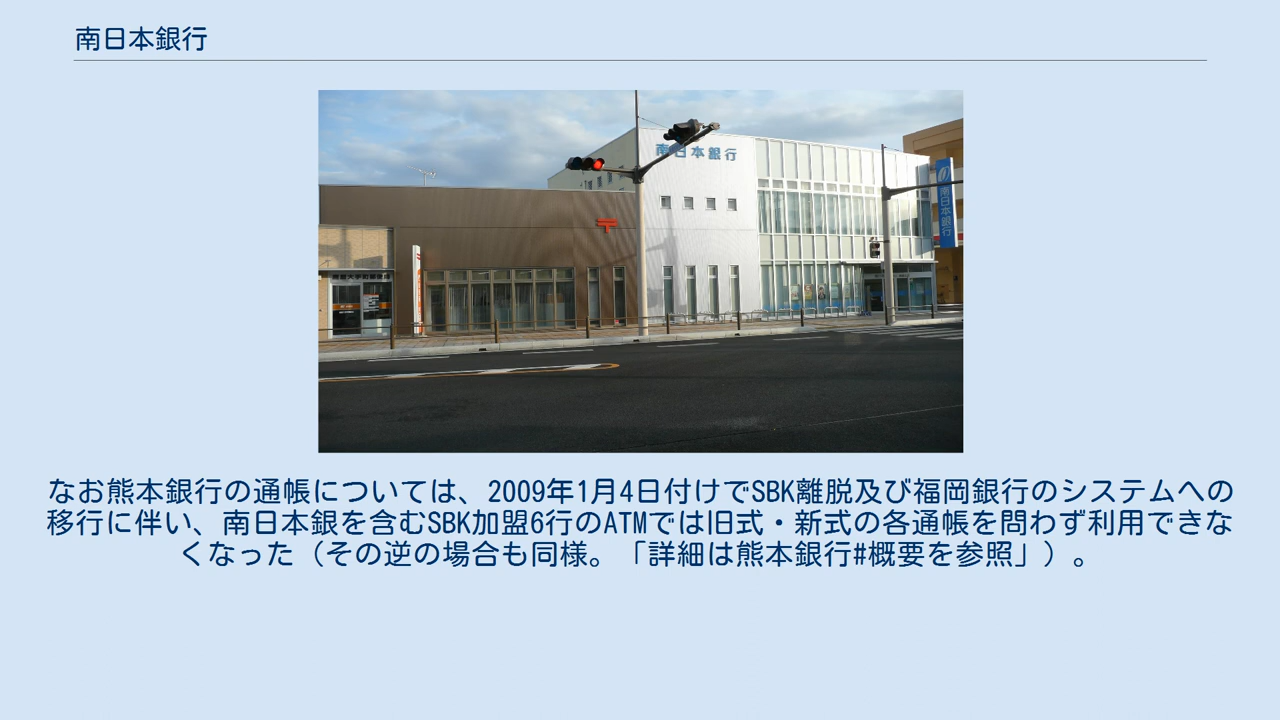 南日本銀行
南日本銀行
南日本銀行
なお熊本銀行の通帳については、2009年1月4日付けでSBK離脱及び福岡銀行のシステムへの
移行に伴い、南日本銀を含むSBK加盟6行のATMでは旧式・新式の各通帳を問わず利用できな
くなった（その逆の場合も同様。「詳細は熊本銀行#概要を参照」）。